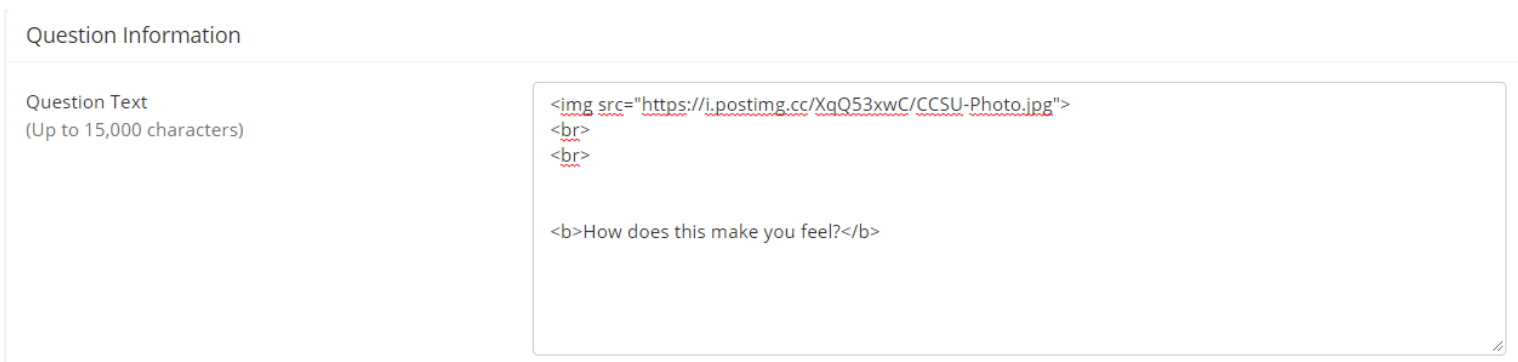 Question Information
Question Text
(Up to 15,000 characters)
<img src="https://i.postimg.cc/XqQ53xwC/CCSU-Photo.jpg">
<br>
<br>
<b>How does this make you feel?</b>